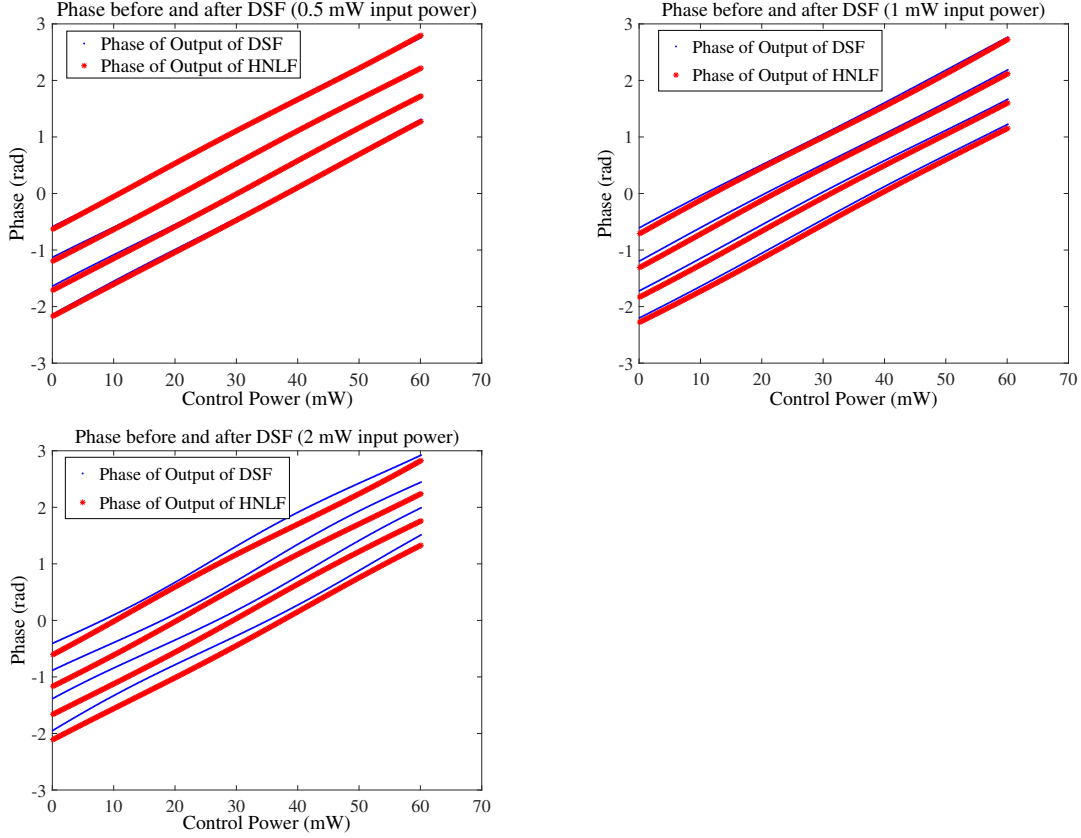 Phase before and after DSF (0.5 mW input power)
Phase of Output of DSF
Phase of Output of HNLF
3
2
1
0
-1
-2
-3
Phase (rad)
0 10 20 30 40 50 60 70
Control Power (mW)
Phase before and after DSF (1 mW input power)
Phase of Output of DSF
Phase of Output of HNLF
3
2
1
0
-1
-2
-3
Phase (rad)
0 10 20 30 40 50 60 70
Control Power (mW)
Phase before and after DSF (2 mW input power)
Phase of Output of DSF
Phase of Output of HNLF
3
2
1
0
-1
-2
-3
Phase (rad)
0 10 20 30 40 50 60 70
Control Power (mW)